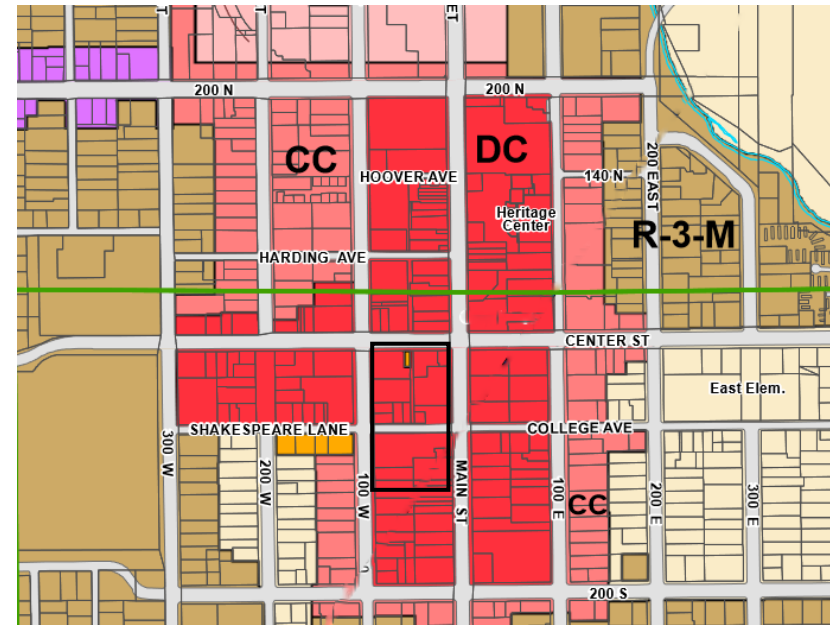 T
T
ET
200 N
200 N
CC
DC
HOOVER AVE
140 N
200 EAST
Heritage
Center
R-3-M
HARDING AVE
CENTER ST
East Elem.
SHAKESPEARE LANE
COLLEGE AVE
300 W
200 W
100 W
MAIN ST
100 E
CC
200 E
300 E
200 S